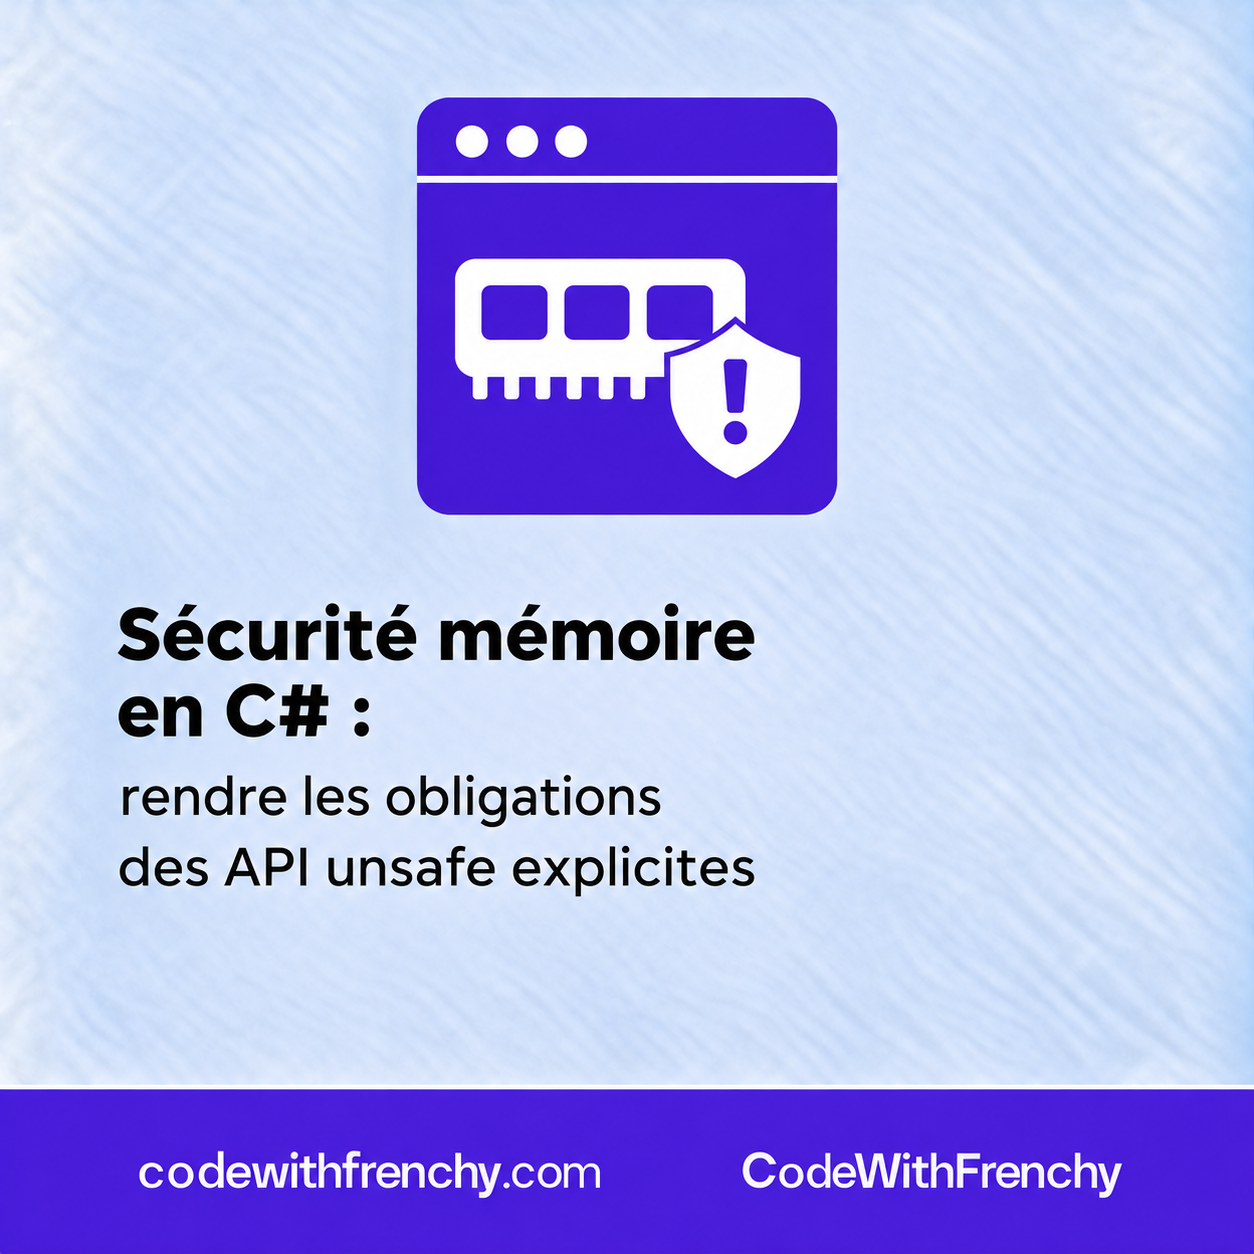 Sécurité mémoire
en C# :
rendre les obligations
des API unsafe explicites
codewithfrenchy.com
CodeWithFrenchy